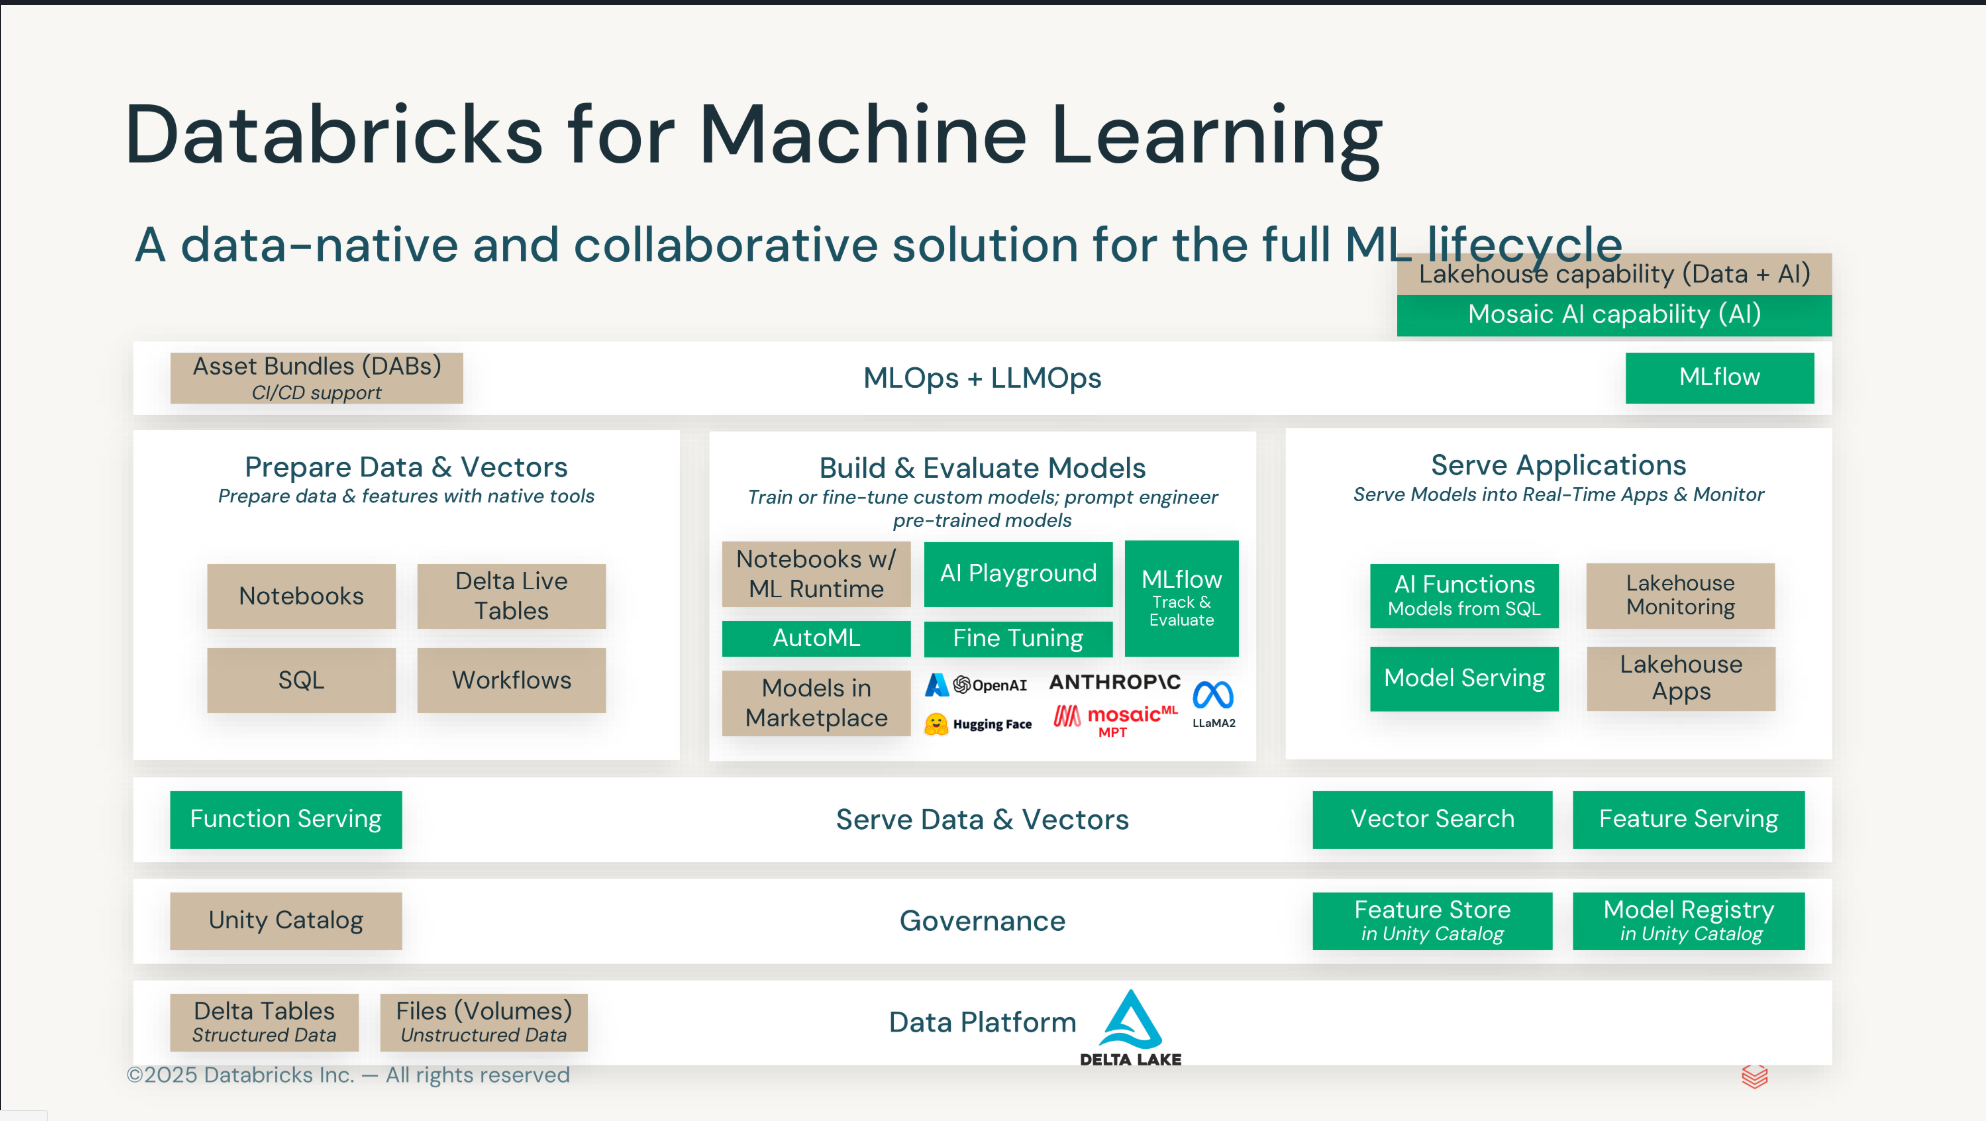 Databricks for Machine Learning
A data-native and collaborative solution for the full ML lifecycle
Lakehouse capability (Data + AI)
Mosaic AI capability (AI)
Asset Bundles (DABs)
CI/CD support
MLOps + LLMOps
MLflow
Prepare Data & Vectors
Prepare data & features with native tools
Notebooks
Delta Live
Tables
SQL
Workflows
Build & Evaluate Models
Train or fine-tune custom models; prompt engineer
pre-trained models
Notebooks w/
ML Runtime
AI Playground
MLflow
Track &
Evaluate
AutoML
Fine Tuning
Models in
Marketplace
OpenAI
ANTHROP\C
Hugging Face
mosaicML
MPT
LLaMA2
Serve Applications
Serve Models into Real-Time Apps & Monitor
AI Functions
Models from SQL
Lakehouse
Monitoring
Model Serving
Lakehouse
Apps
Function Serving
Serve Data & Vectors
Vector Search
Feature Serving
Unity Catalog
Governance
Feature Store
in Unity Catalog
Model Registry
in Unity Catalog
Delta Tables
Structured Data
Files (Volumes)
Unstructured Data
Data Platform
DELTA LAKE
©2025 Databricks Inc. — All rights reserved